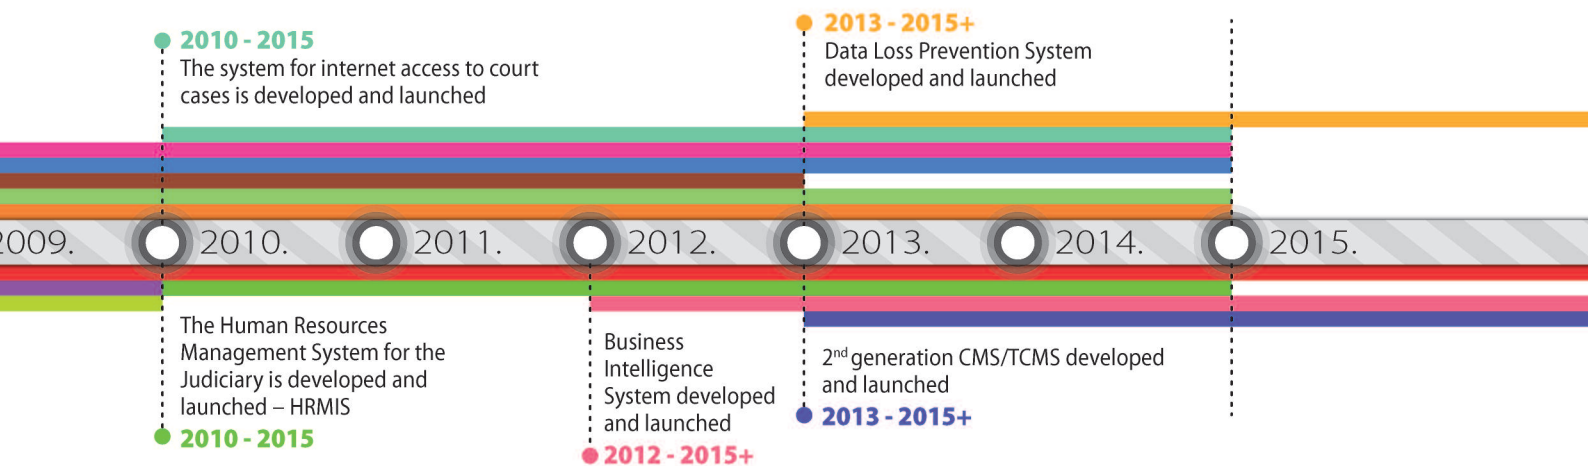 2010 - 2015
The system for internet access to court
cases is developed and launched
2013 - 2015+
Data Loss Prevention System
developed and launched
2009. 2010. 2011. 2012. 2013. 2014. 2015.
The Human Resources
Management System for the
Judiciary is developed and
launched – HRMIS
2010 - 2015
Business
Intelligence
System developed
and launched
2012 - 2015+
2nd generation CMS/TCMS developed
and launched
2013 - 2015+